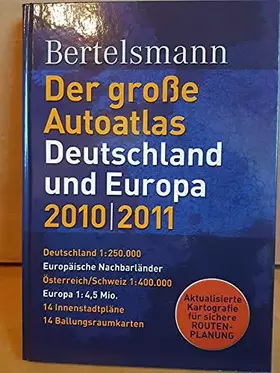 Bertelsmann
Der große
Autoatlas
Deutschland
und Europa
2010|2011
Deutschland 1:250.000
Europäische Nachbarländer
Österreich/Schweiz 1:400.000
Europa 1:4,5 Mio.
14 Innenstadtpläne
14 Ballungsraumkarten
Aktualisierte
Kartografie
für sichere
ROUTEN-
PLANUNG